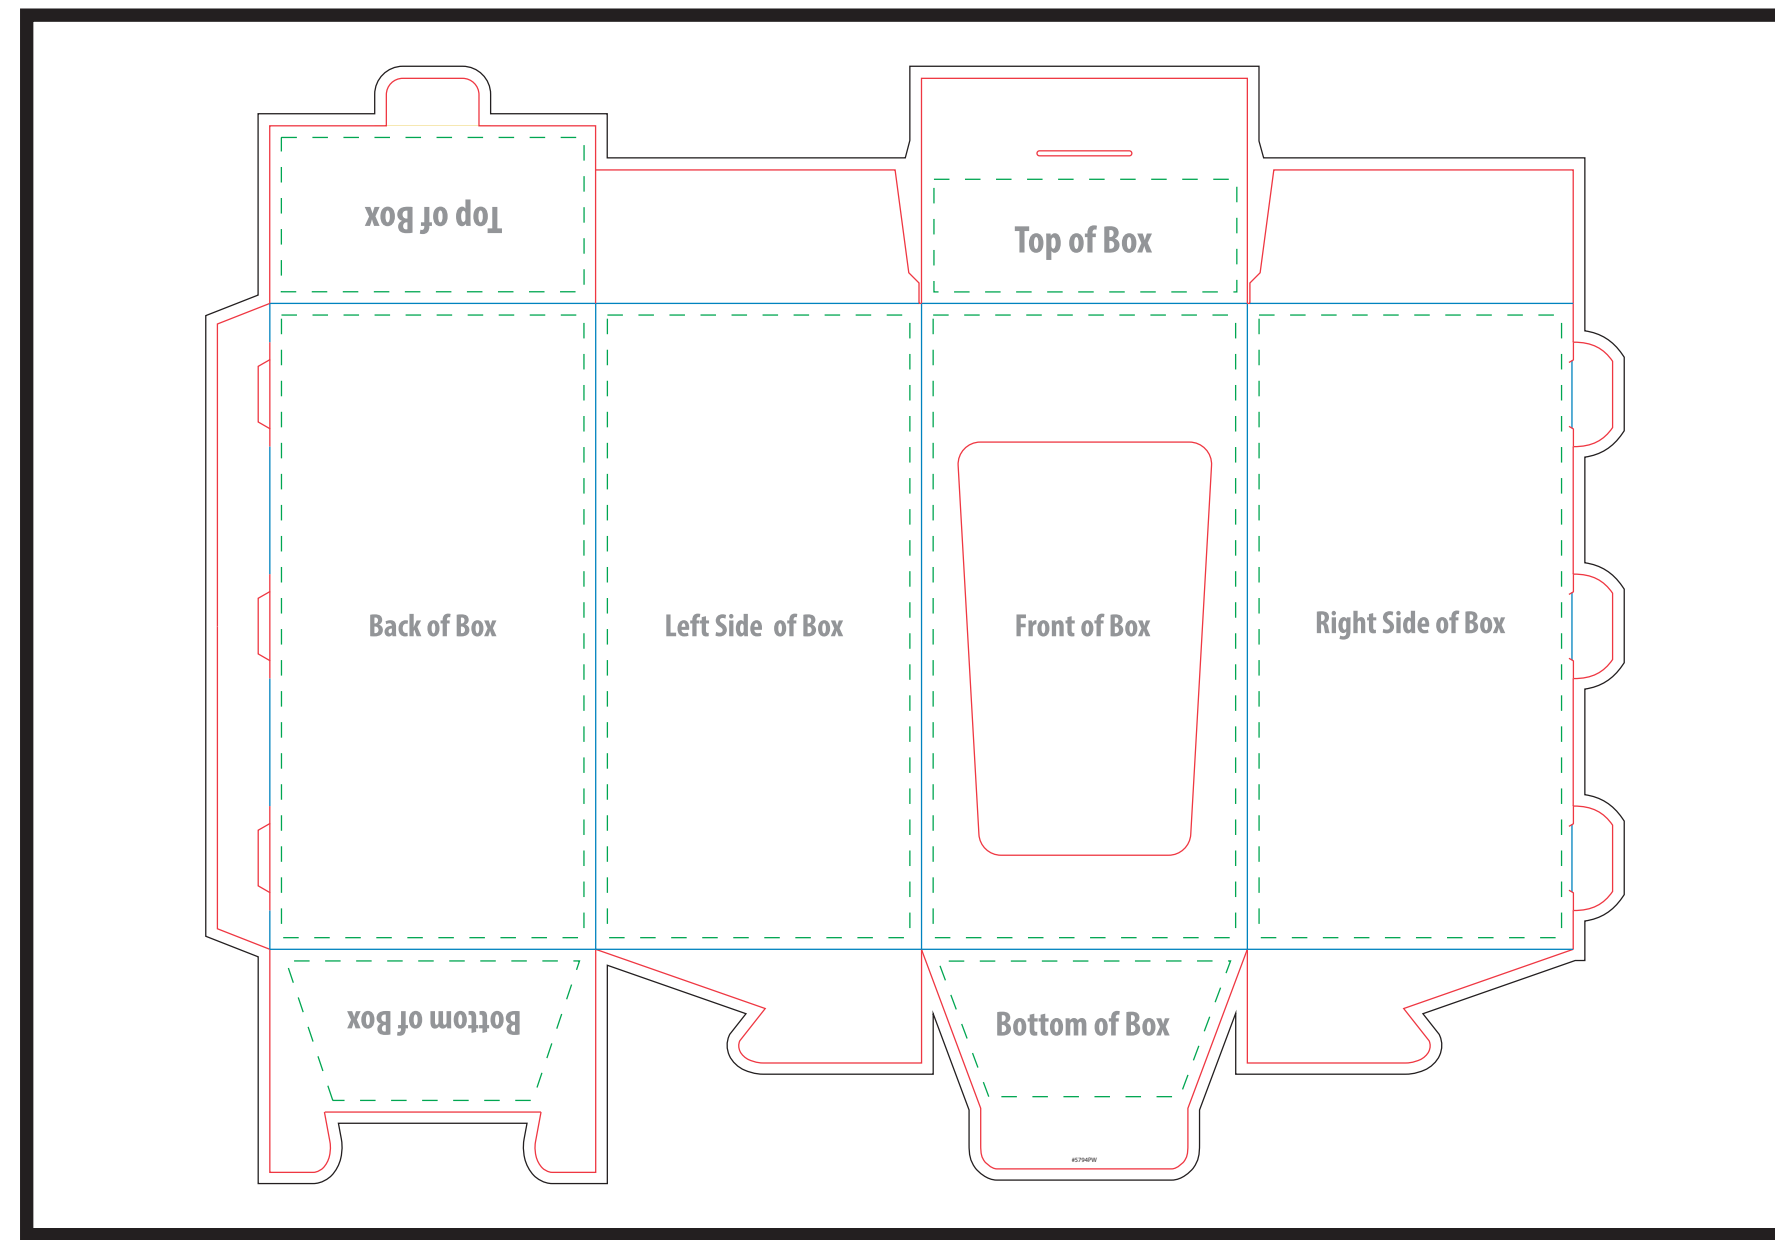 Top of Box
Top of Box
Back of Box
Left Side of Box
Front of Box
Right Side of Box
Bottom of Box
Bottom of Box
#5794PW